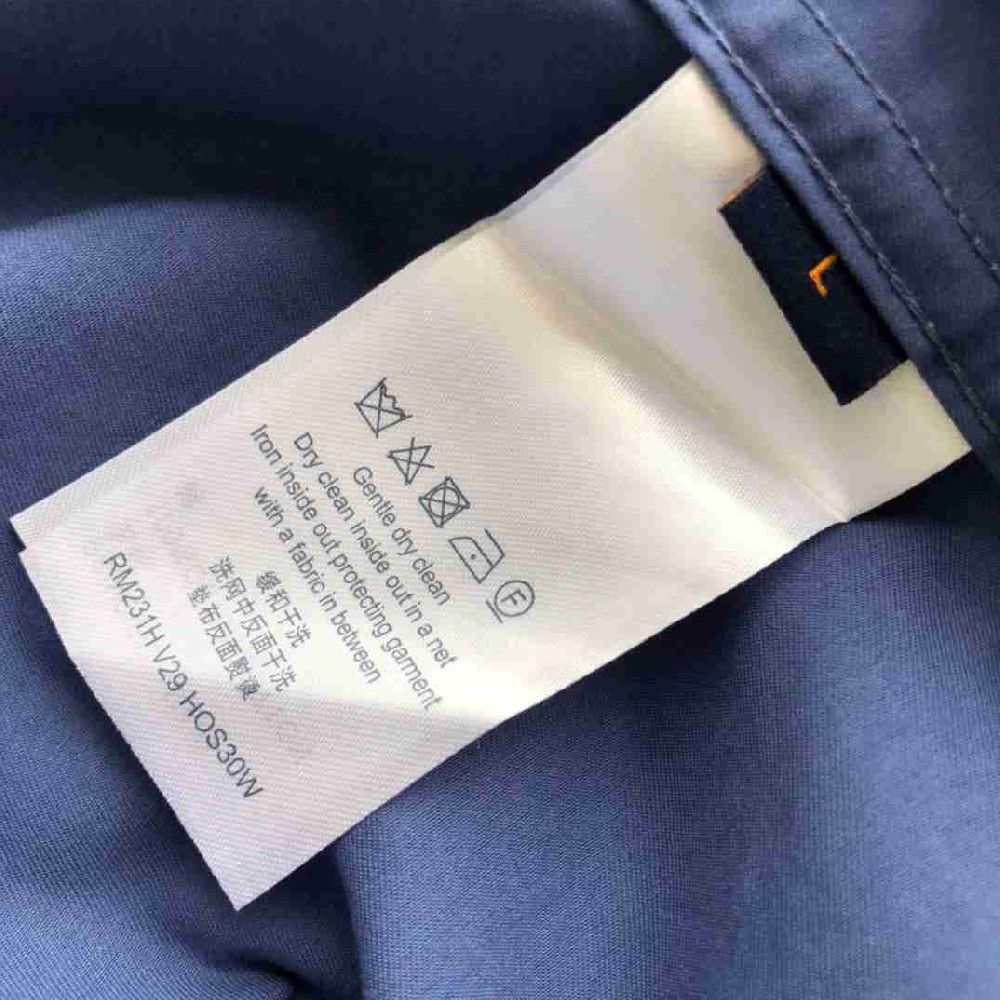 L
F
Gentle dry clean
Dry clean inside out in a net
Iron inside out protecting garment
with a fabric in between
缓和干洗
洗网中反面干洗
垫布反面熨烫
RM231H V29 HOS30W